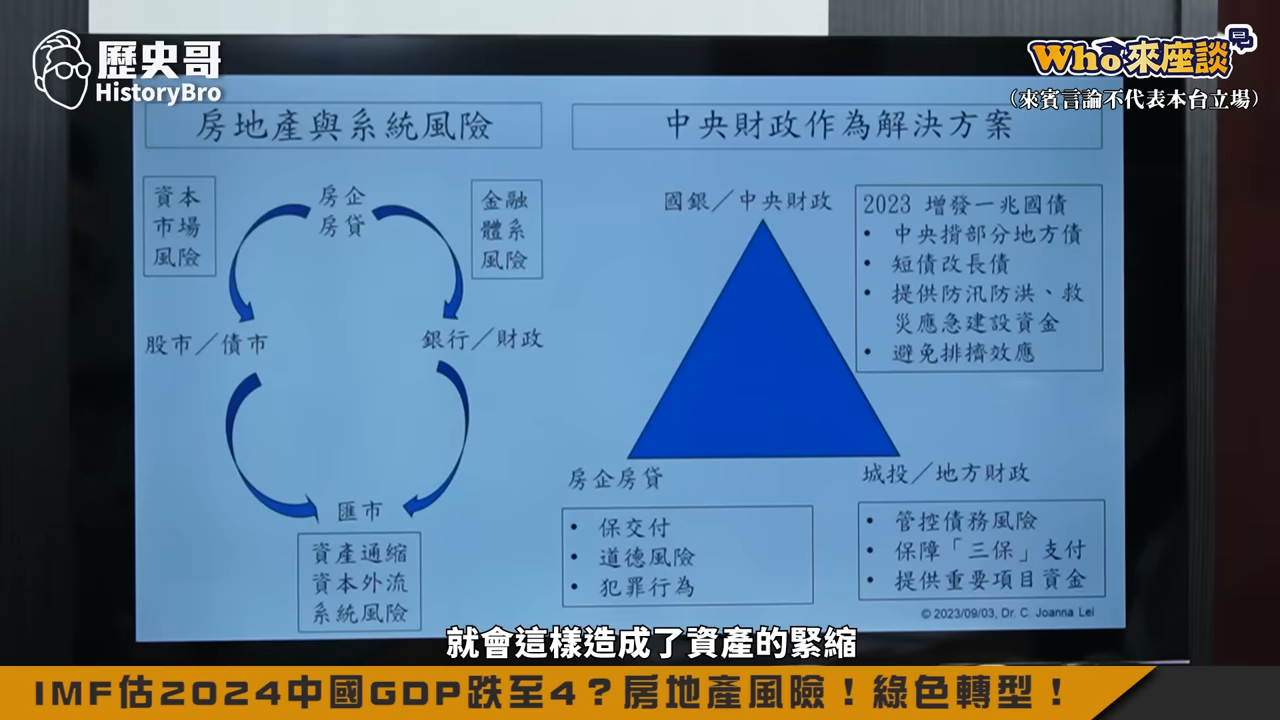 歷史哥
HistoryBro
Who來座談
（來賓言論不代表本台立場）
房地產與系統風險
資本
市場
風險
房企
房貸
金融
體系
風險
股市／債市
銀行／財政
匯市
資產通縮
資本外流
系統風險
中央財政作為解決方案
國銀／中央財政
2023 增發一兆國債
• 中央揹部分地方債
• 短債改長債
• 提供防汛防洪、救
災應急建設資金
• 避免排擠效應
房企房貸
• 保交付
• 道德風險
• 犯罪行為
城投／地方財政
• 管控債務風險
• 保障「三保」支付
• 提供重要項目資金
© 2023/09/03, Dr. C. Joanna Lei
就會這樣造成了資產的緊縮
IMF估2024中國GDP跌至4？房地產風險！綠色轉型！